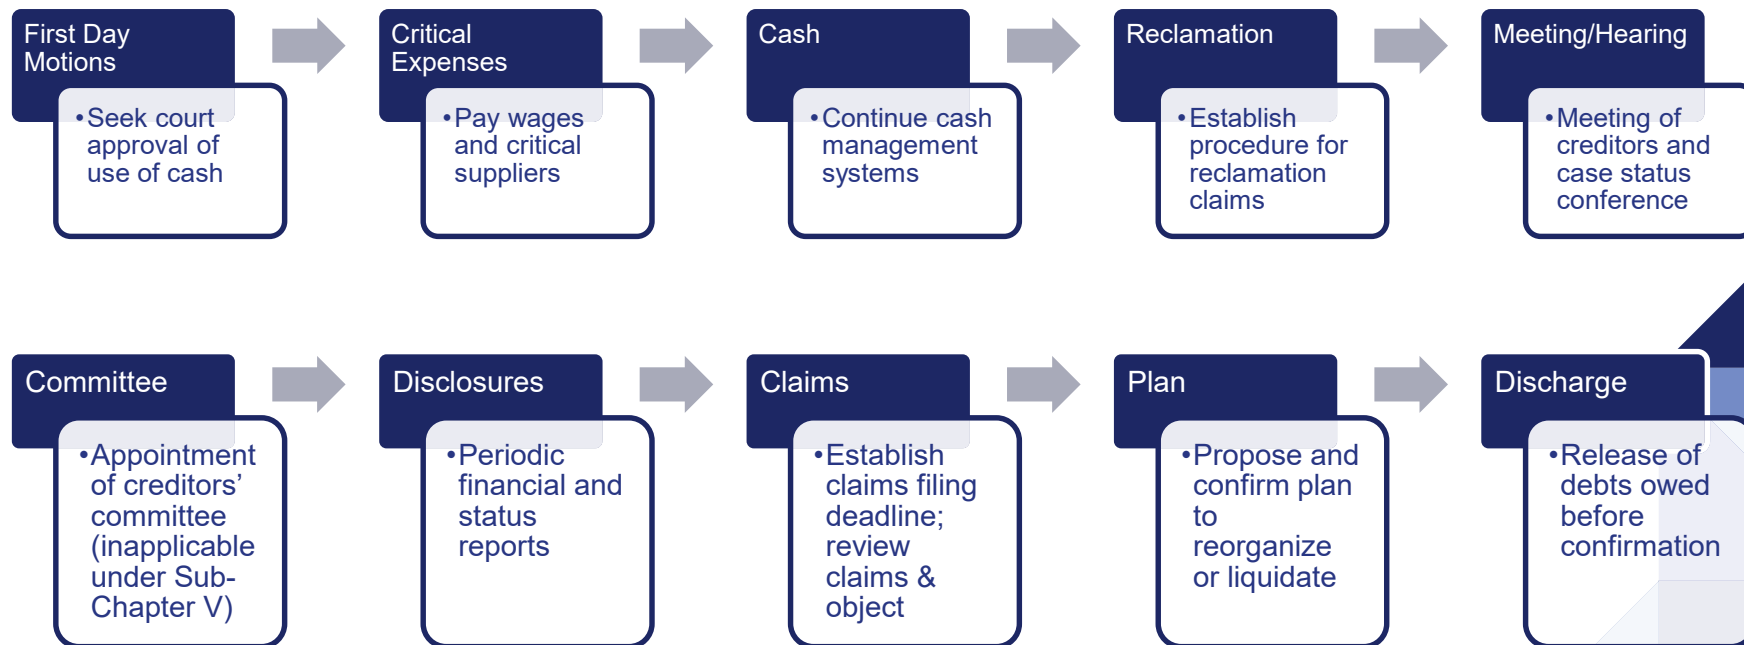 First Day
Motions
•Seek court
approval of
use of cash
Critical
Expenses
•Pay wages
and critical
suppliers
Cash
•Continue cash
management
systems
Reclamation
•Establish
procedure for
reclamation
claims
Meeting/Hearing
•Meeting of
creditors and
case status
conference
Committee
•Appointment
of creditors’
committee
(inapplicable
under Sub-
Chapter V)
Disclosures
•Periodic
financial and
status
reports
Claims
•Establish
claims filing
deadline;
review
claims &
object
Plan
•Propose and
confirm plan
to
reorganize
or liquidate
Discharge
•Release of
debts owed
before
confirmation